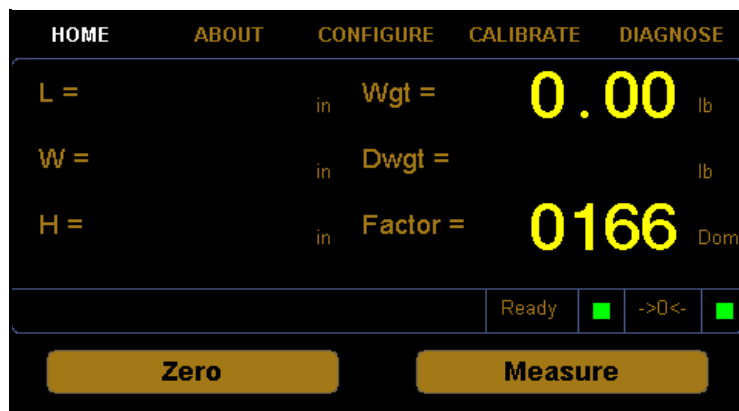 HOME ABOUT CONFIGURE CALIBRATE DIAGNOSE
L = in Wgt = 0.00 lb
W = in Dwgt = lb
H = in Factor = 0166 Dom
Ready ->0<-
Zero Measure